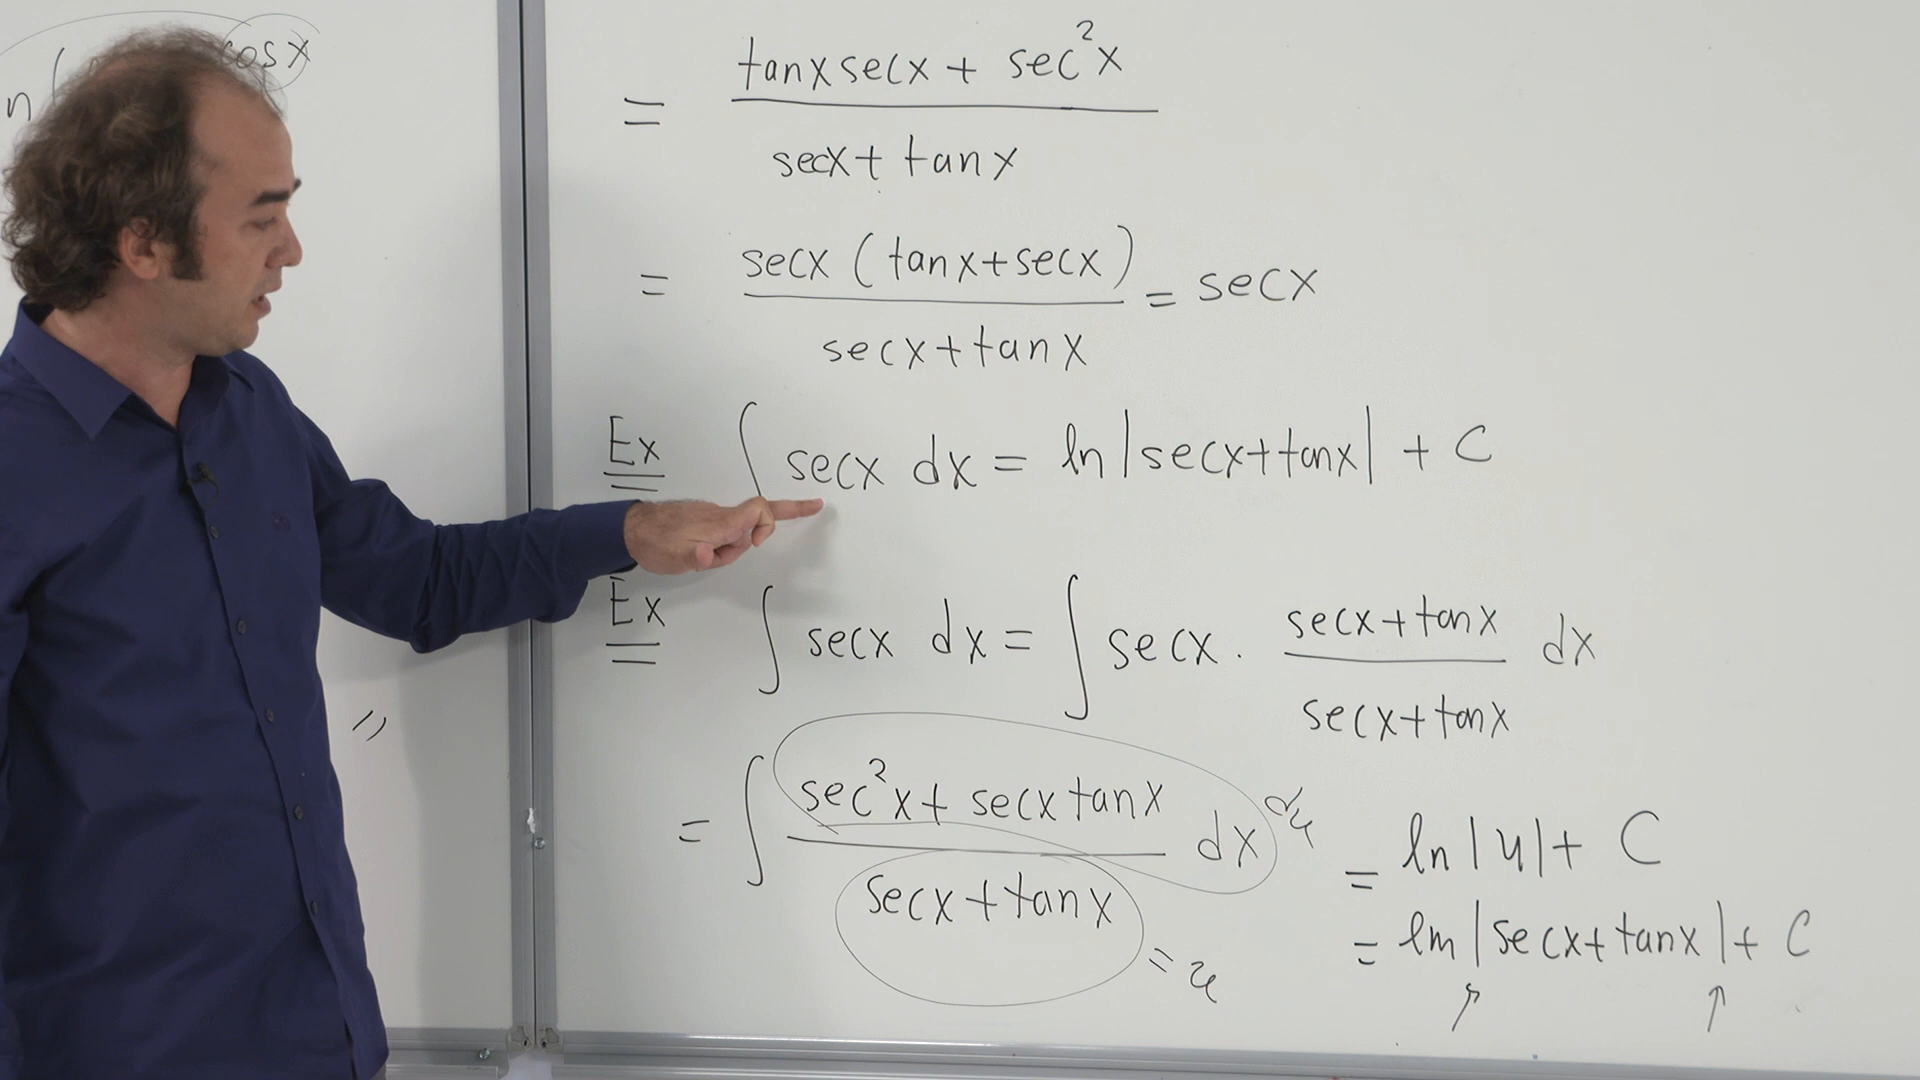 cosx
n (
= (tanx secx + sec²x) / (secx + tanx)
= (secx (tanx + secx)) / (secx + tanx) = secx
Ex ∫ secx dx = ln |secx + tanx| + C
Ex ∫ secx dx = ∫ secx . (secx + tanx) / (secx + tanx) dx
= ∫ (sec²x + secx tanx) / (secx + tanx) dx du
= u
= ln |u| + C
= ln |secx + tanx| + C